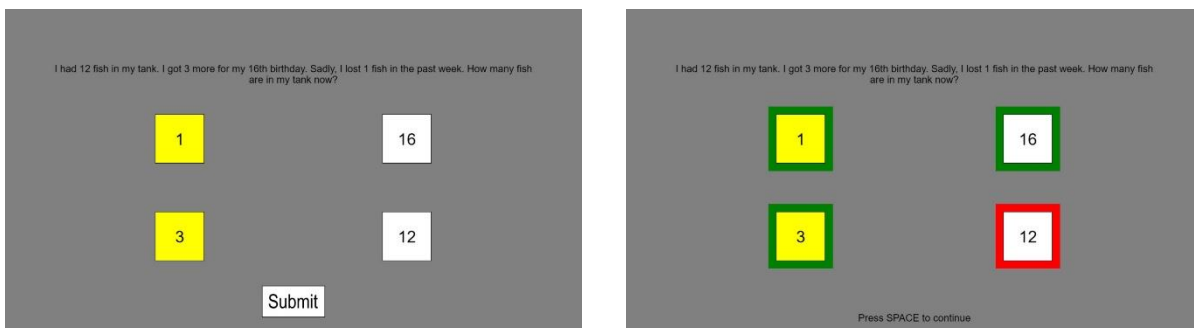 I had 12 fish in my tank. I got 3 more for my 16th birthday. Sadly, I lost 1 fish in the past week. How many fish
are in my tank now?
1
16
3
12
Submit
I had 12 fish in my tank. I got 3 more for my 16th birthday. Sadly, I lost 1 fish in the past week. How many fish
are in my tank now?
1
16
3
12
Press SPACE to continue